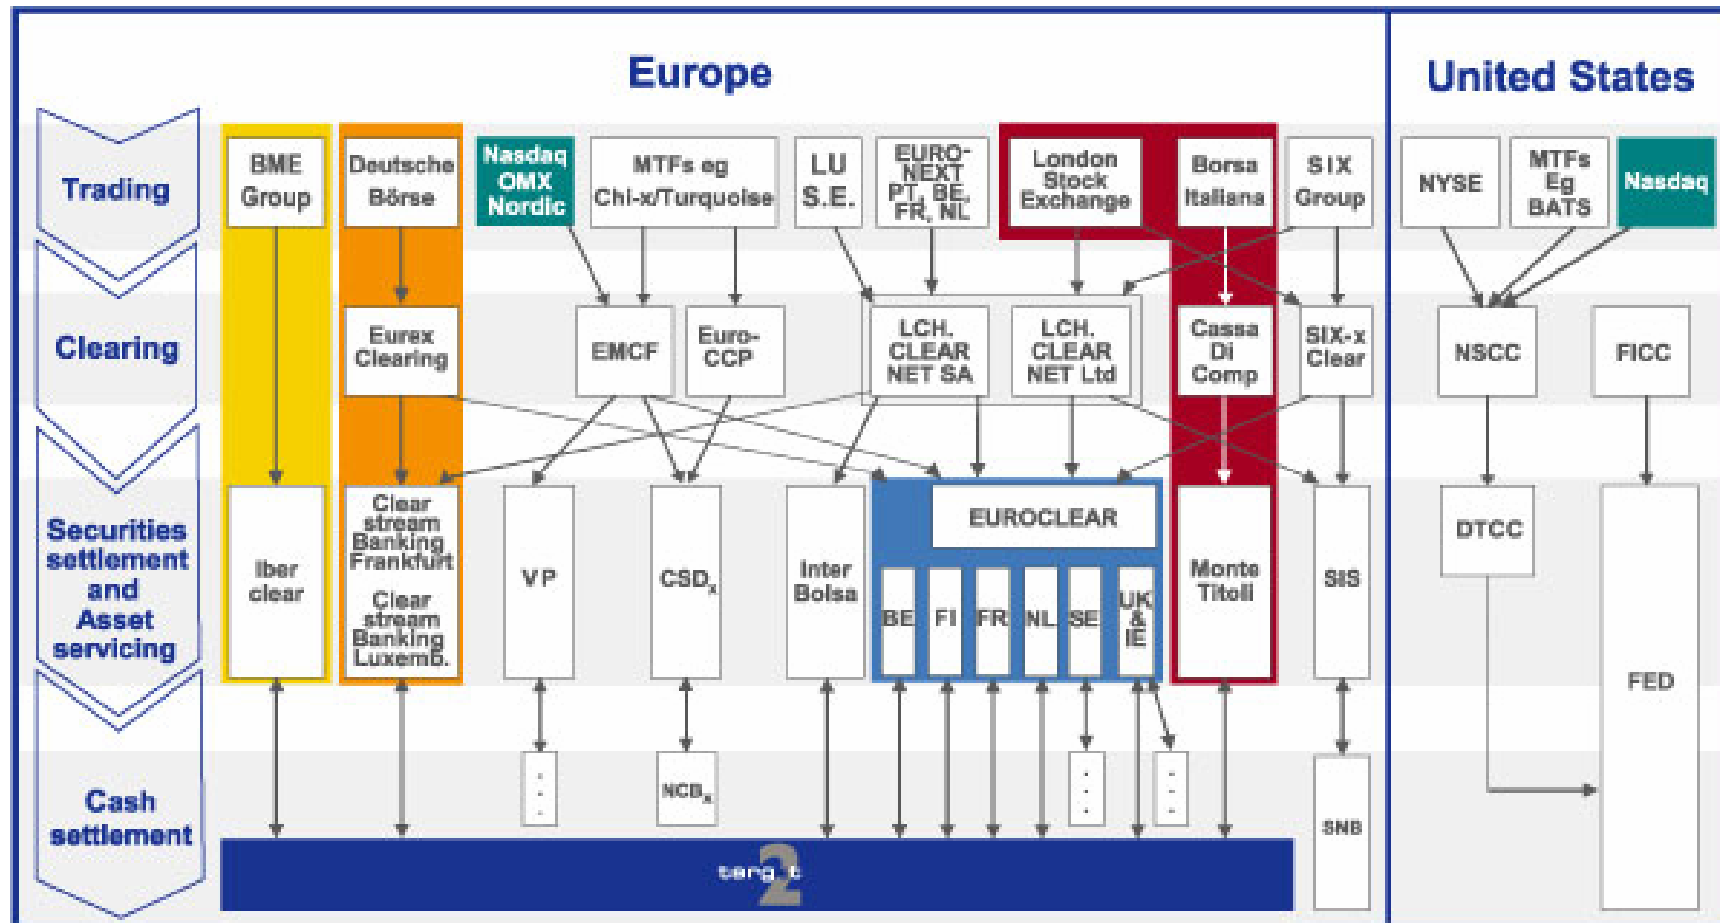 Europe
United States
Trading
BME
Group
Deutsche
Börse
Nasdaq
OMX
Nordic
MTFs eg
Chi-x/Turquoise
LU
S.E.
EURO-
NEXT
PT, BE,
FR, NL
London
Stock
Exchange
Borsa
Italiana
SIX
Group
NYSE
MTFs
Eg
BATS
Nasdaq
Clearing
Eurex
Clearing
EMCF
Euro-
CCP
LCH.
CLEAR
NET SA
LCH.
CLEAR
NET Ltd
Cassa
Di
Comp
SIX-x
Clear
NSCC
FICC
Securities
settlement
and
Asset
servicing
Iber
clear
Clear
stream
Banking
Frankfurt
Clear
stream
Banking
Luxemb.
VP
CSDx
Inter
Bolsa
EUROCLEAR
BE
FI
FR
NL
SE
UK
&
IE
Monte
Titoli
SIS
DTCC
FED
Cash
settlement
NCBx
SNB
targ2t